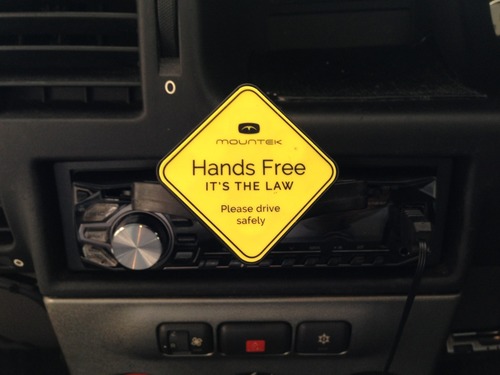 MOUNTEK
Hands Free
IT'S THE LAW
Please drive
safely